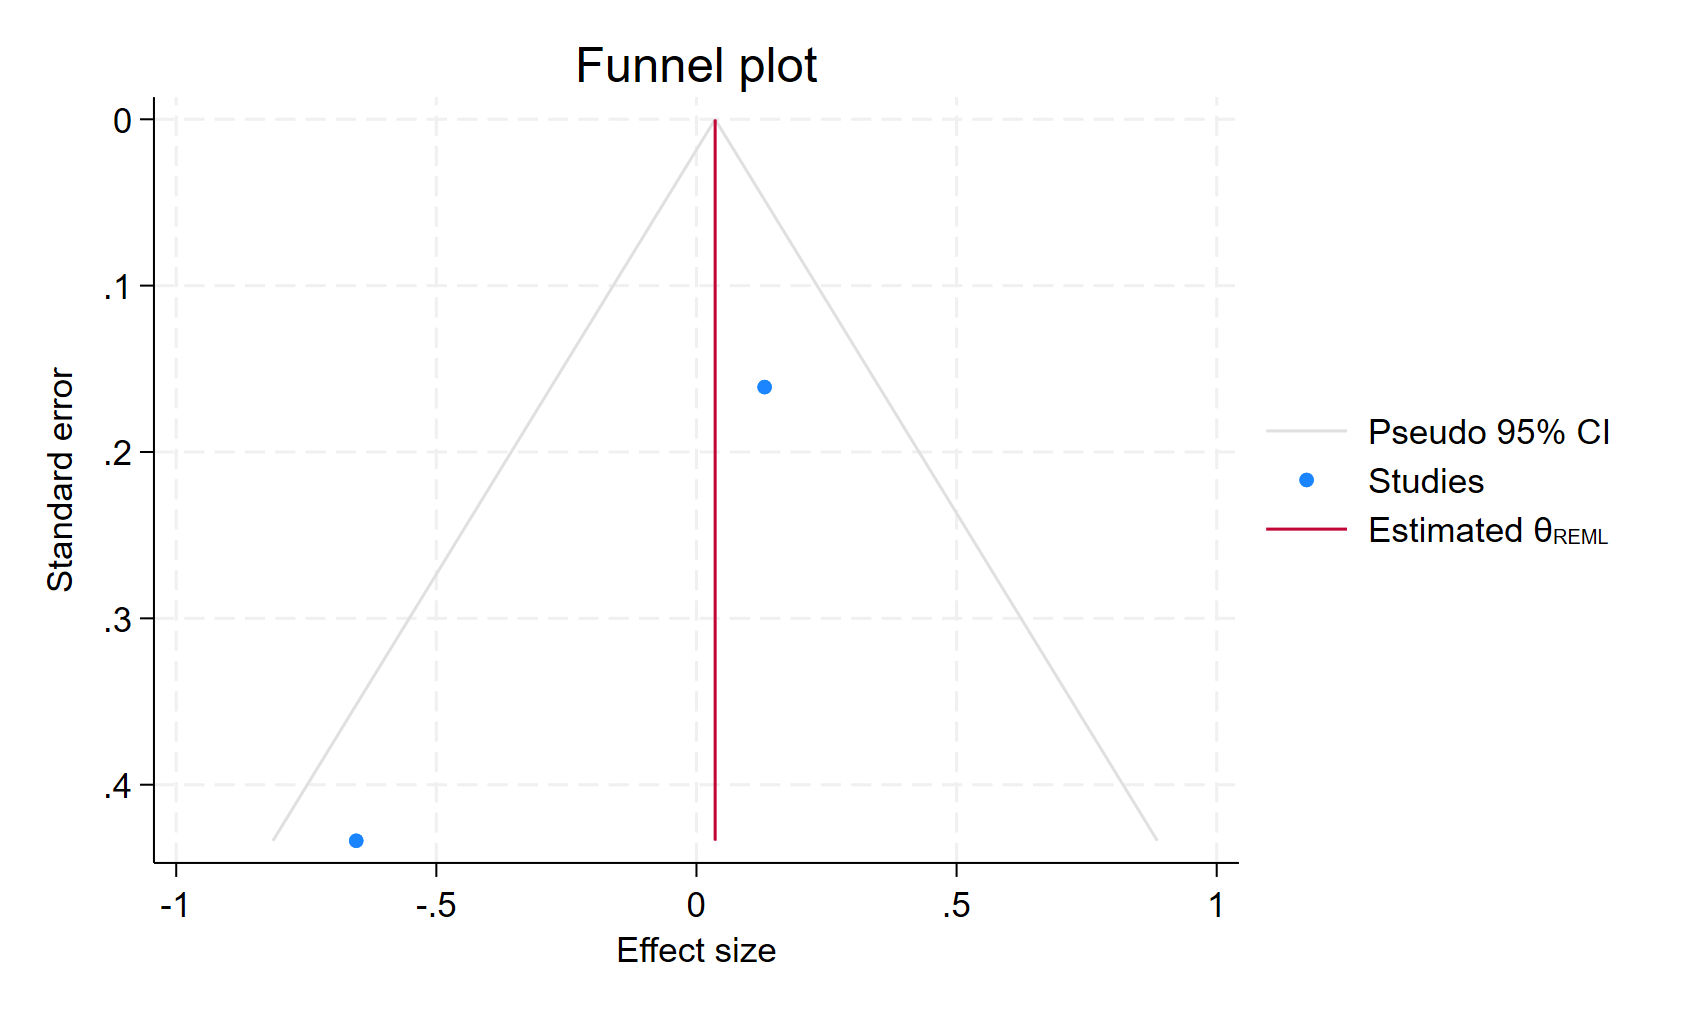 Funnel plot
0
.1
.2
.3
.4
Standard error
-1
-.5
0
.5
1
Effect size
Pseudo 95% CI
Studies
Estimated θREML